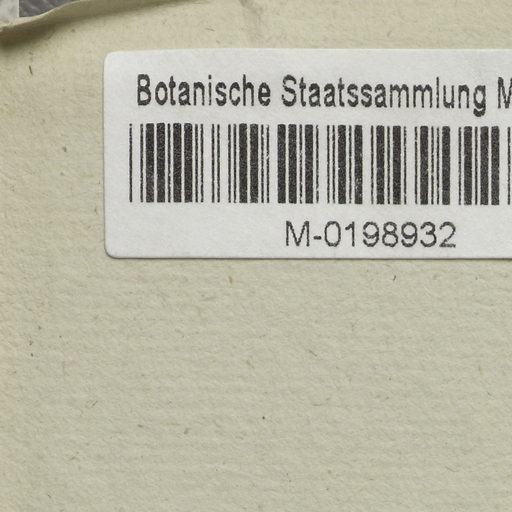 Botanische Staatssammlung M
M-0198932